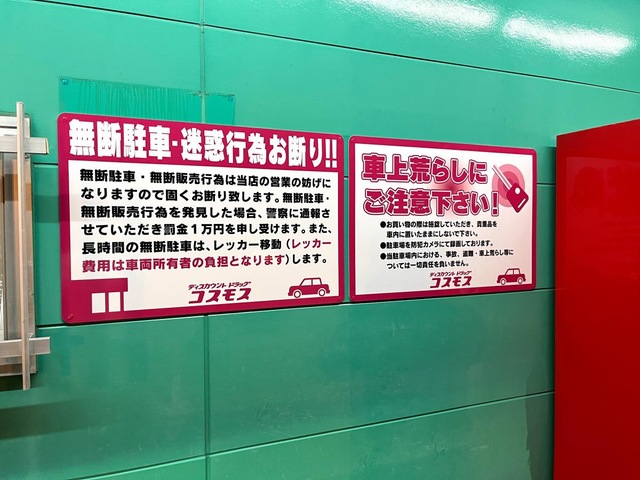 無断駐車・迷惑行為お断り!!
無断駐車・無断販売行為は当店の営業の妨げに
なりますので固くお断り致します。無断駐車・
無断販売行為を発見した場合、警察に通報さ
せていただき罰金1万円を申し受けます。また、
長時間の無断駐車は、レッカー移動(レッカー
費用は車両所有者の負担となります)します。
ディスカウント ドラッグ
コスモス
車上荒らしに
ご注意下さい!
●お買い物の際は施錠していただき、貴重品を
車内に置いたままにしないで下さい。
●駐車場を防犯カメラにて録画しております。
●当駐車場内における、事故、盗難・車上荒らし等に
ついては一切責任を負いません。
ディスカウント ドラッグ
コスモス